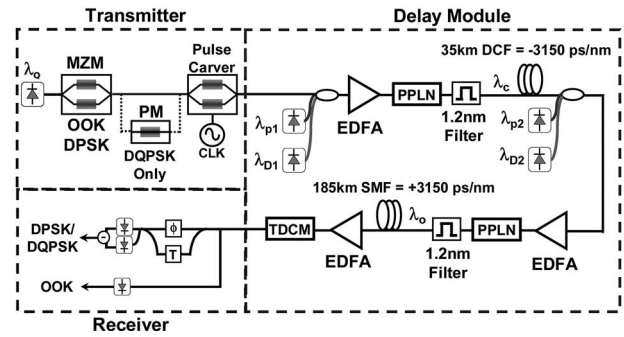 Transmitter
Delay Module
MZM
Pulse
Carver
35km DCF = -3150 ps/nm
λo
PM
OOK
DPSK
DQPSK
Only
CLK
λp1
λD1
EDFA
PPLN
1.2nm
Filter
λc
λp2
λD2
185km SMF = +3150 ps/nm
DPSK/
DQPSK
-
ϕ
T
TDCM
EDFA
λo
1.2nm
Filter
PPLN
EDFA
OOK
Receiver